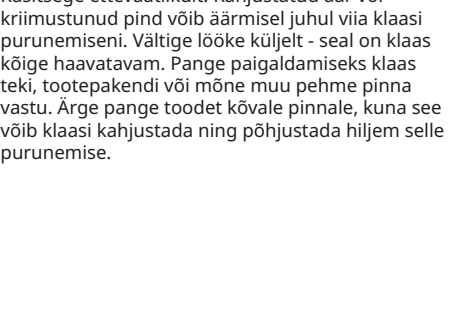 Käsitsege ettevaatlikult! Kahjustatud äär või
kriimustunud pind võib äärmisel juhul viia klaasi
purunemiseni. Vältige lööke küljelt - seal on klaas
kõige haavatavam. Pange paigaldamiseks klaas
teki, tootepakendi või mõne muu pehme pinna
vastu. Ärge pange toodet kõvale pinnale, kuna see
võib klaasi kahjustada ning põhjustada hiljem selle
purunemise.